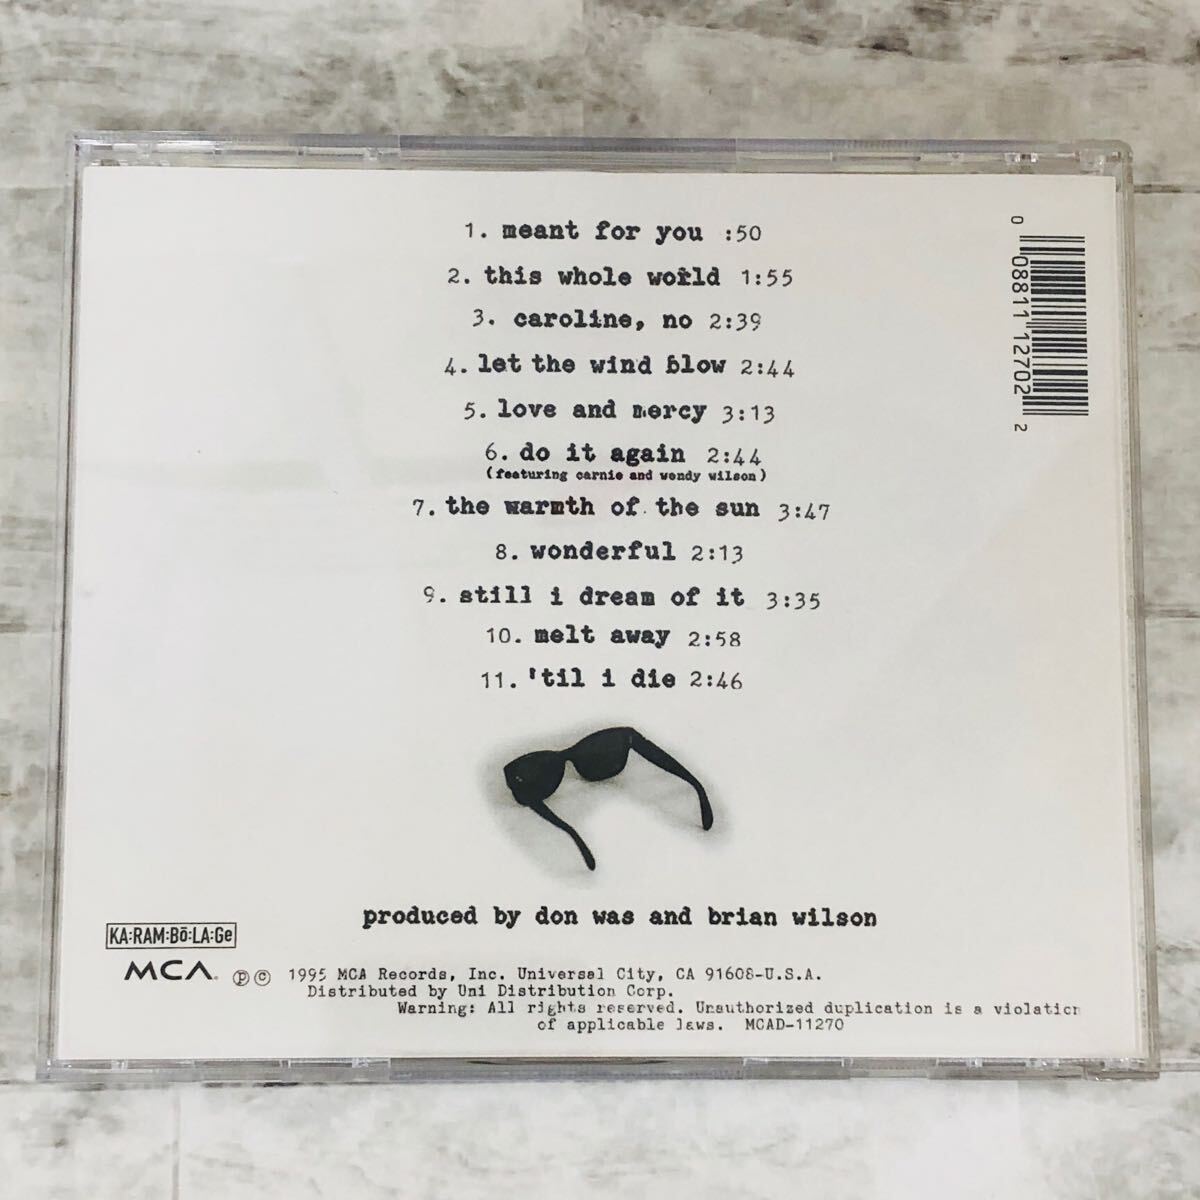 1. meant for you :50
2. this whole world 1:55
3. caroline, no 2:39
4. let the wind blow 2:44
5. love and mercy 3:13
6. do it again 2:44
(featuring carnie and wendy wilson)
7. the warmth of the sun 3:47
8. wonderful 2:13
9. still i dream of it 3:35
10. melt away 2:58
11. 'til i die 2:46
0 08811 12702 2
produced by don was and brian wilson
KA:RAM:BŌ:LA:Ge
MCA® ℗ © 1995 MCA Records, Inc. Universal City, CA 91608-U.S.A.
Distributed by Uni Distribution Corp.
Warning: All rights reserved. Unauthorized duplication is a violation
of applicable laws. MCAD-11270